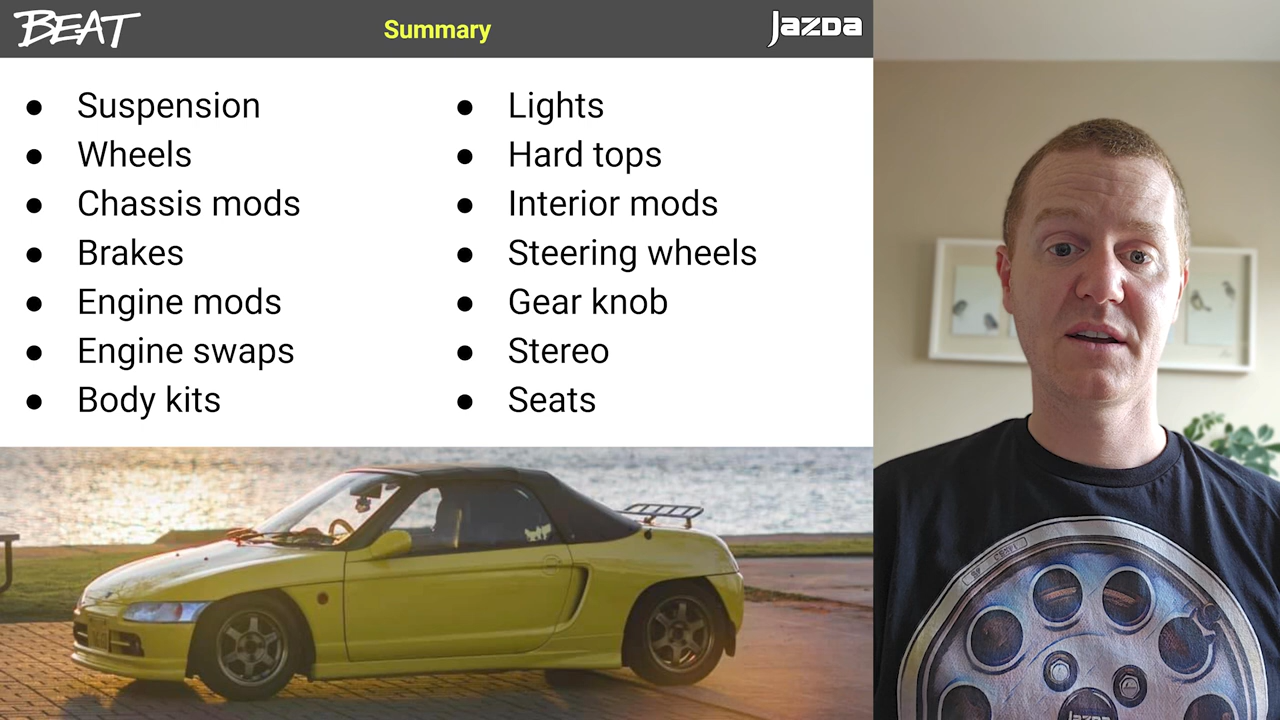 BEAT
Summary
Jazda
Suspension
Wheels
Chassis mods
Brakes
Engine mods
Engine swaps
Body kits
Lights
Hard tops
Interior mods
Steering wheels
Gear knob
Stereo
Seats
Jazda